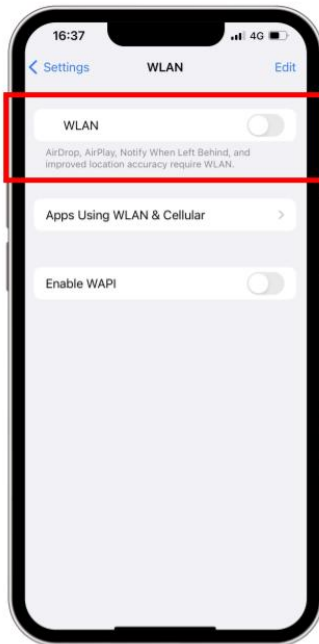 16:37
4G
Settings
WLAN
Edit
WLAN
AirDrop, AirPlay, Notify When Left Behind, and
improved location accuracy require WLAN.
Apps Using WLAN & Cellular
Enable WAPI